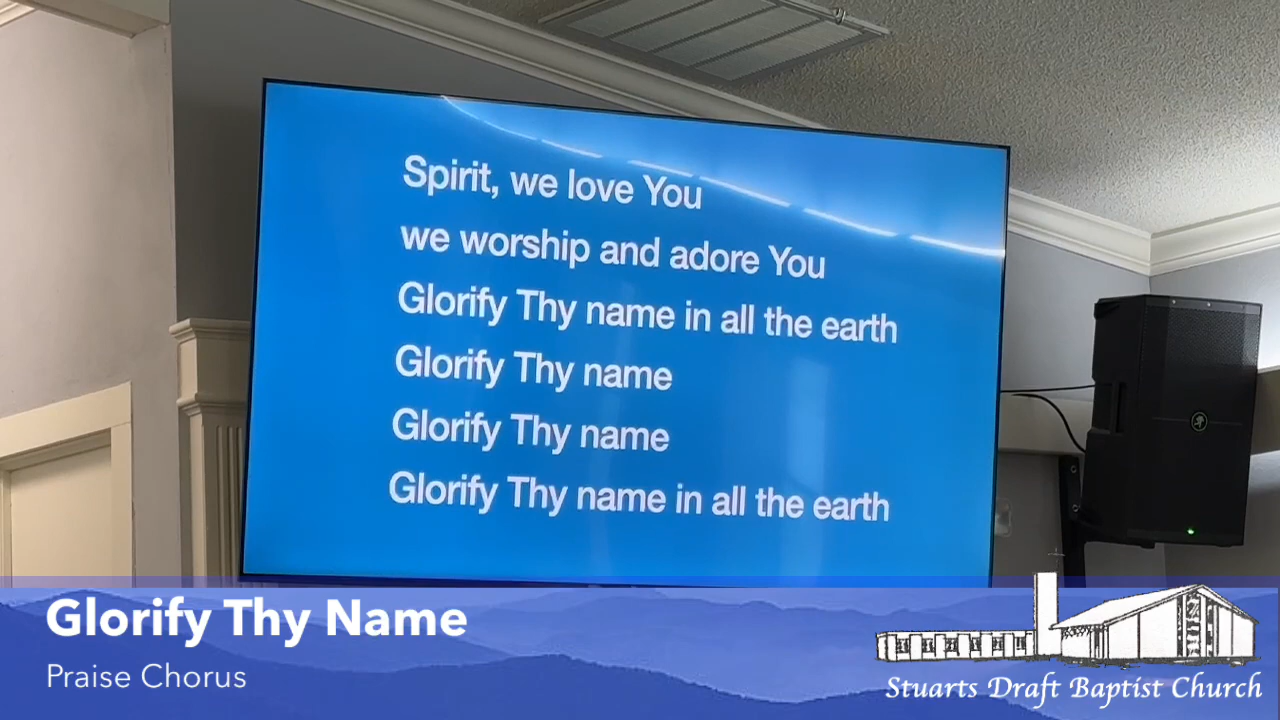 Spirit, we love You
we worship and adore You
Glorify Thy name in all the earth
Glorify Thy name
Glorify Thy name
Glorify Thy name in all the earth
Glorify Thy Name
Praise Chorus
Stuarts Draft Baptist Church